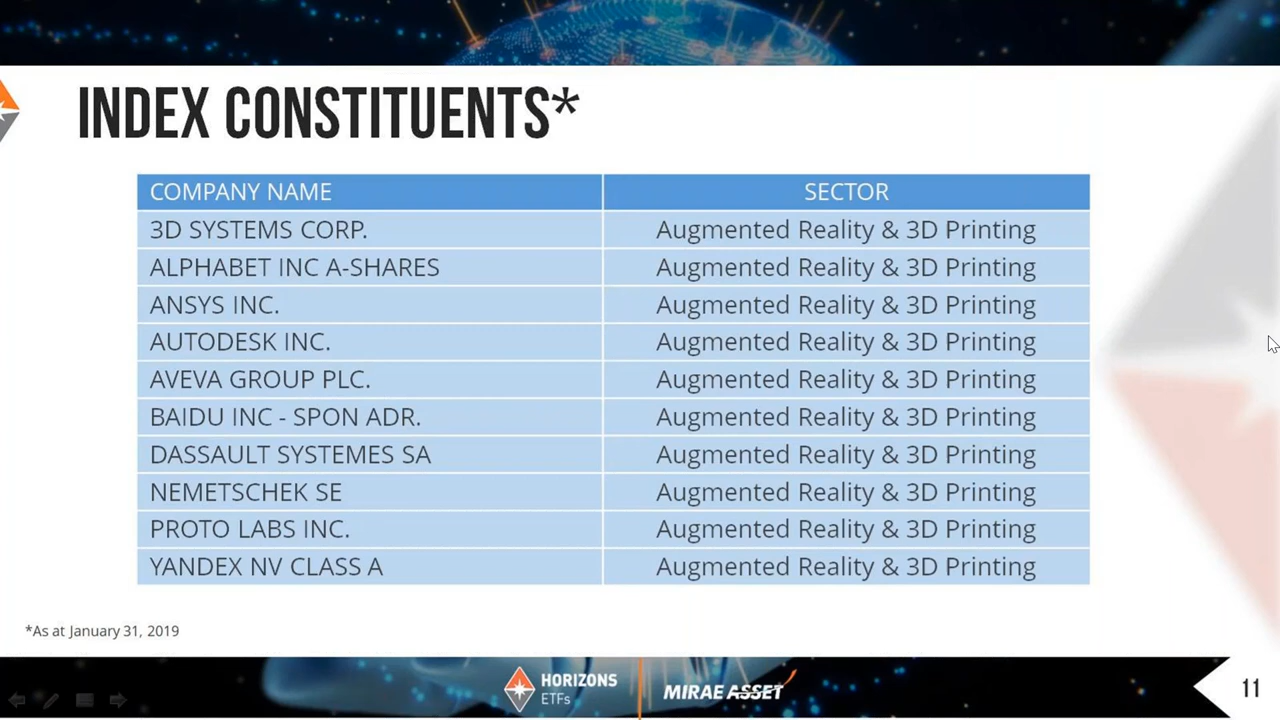 INDEX CONSTITUENTS*
COMPANY NAME SECTOR
3D SYSTEMS CORP. Augmented Reality & 3D Printing
ALPHABET INC A-SHARES Augmented Reality & 3D Printing
ANSYS INC. Augmented Reality & 3D Printing
AUTODESK INC. Augmented Reality & 3D Printing
AVEVA GROUP PLC. Augmented Reality & 3D Printing
BAIDU INC - SPON ADR. Augmented Reality & 3D Printing
DASSAULT SYSTEMES SA Augmented Reality & 3D Printing
NEMETSCHEK SE Augmented Reality & 3D Printing
PROTO LABS INC. Augmented Reality & 3D Printing
YANDEX NV CLASS A Augmented Reality & 3D Printing
*As at January 31, 2019
HORIZONS
ETFs
MIRAE ASSET
11